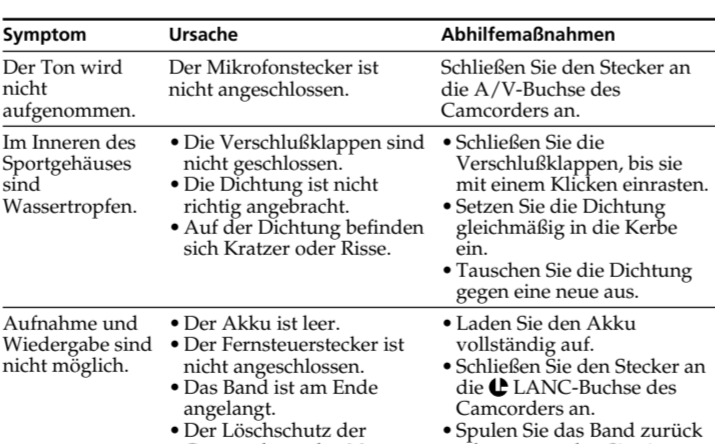 Symptom Ursache Abhilfemaßnahmen
Der Ton wird
nicht
aufgenommen.
Der Mikrofonstecker ist
nicht angeschlossen.
Schließen Sie den Stecker an
die A/V-Buchse des
Camcorders an.
Im Inneren des
Sportgehäuses
sind
Wassertropfen.
• Die Verschlußklappen sind
nicht geschlossen.
• Die Dichtung ist nicht
richtig angebracht.
• Auf der Dichtung befinden
sich Kratzer oder Risse.
• Schließen Sie die
Verschlußklappen, bis sie
mit einem Klicken einrasten.
• Setzen Sie die Dichtung
gleichmäßig in die Kerbe
ein.
• Tauschen Sie die Dichtung
gegen eine neue aus.
Aufnahme und
Wiedergabe sind
nicht möglich.
• Der Akku ist leer.
• Der Fernsteuerstecker ist
nicht angeschlossen.
• Das Band ist am Ende
angelangt.
• Der Löschschutz der
• Laden Sie den Akku
vollständig auf.
• Schließen Sie den Stecker an
die LANC-Buchse des
Camcorders an.
• Spulen Sie das Band zurück